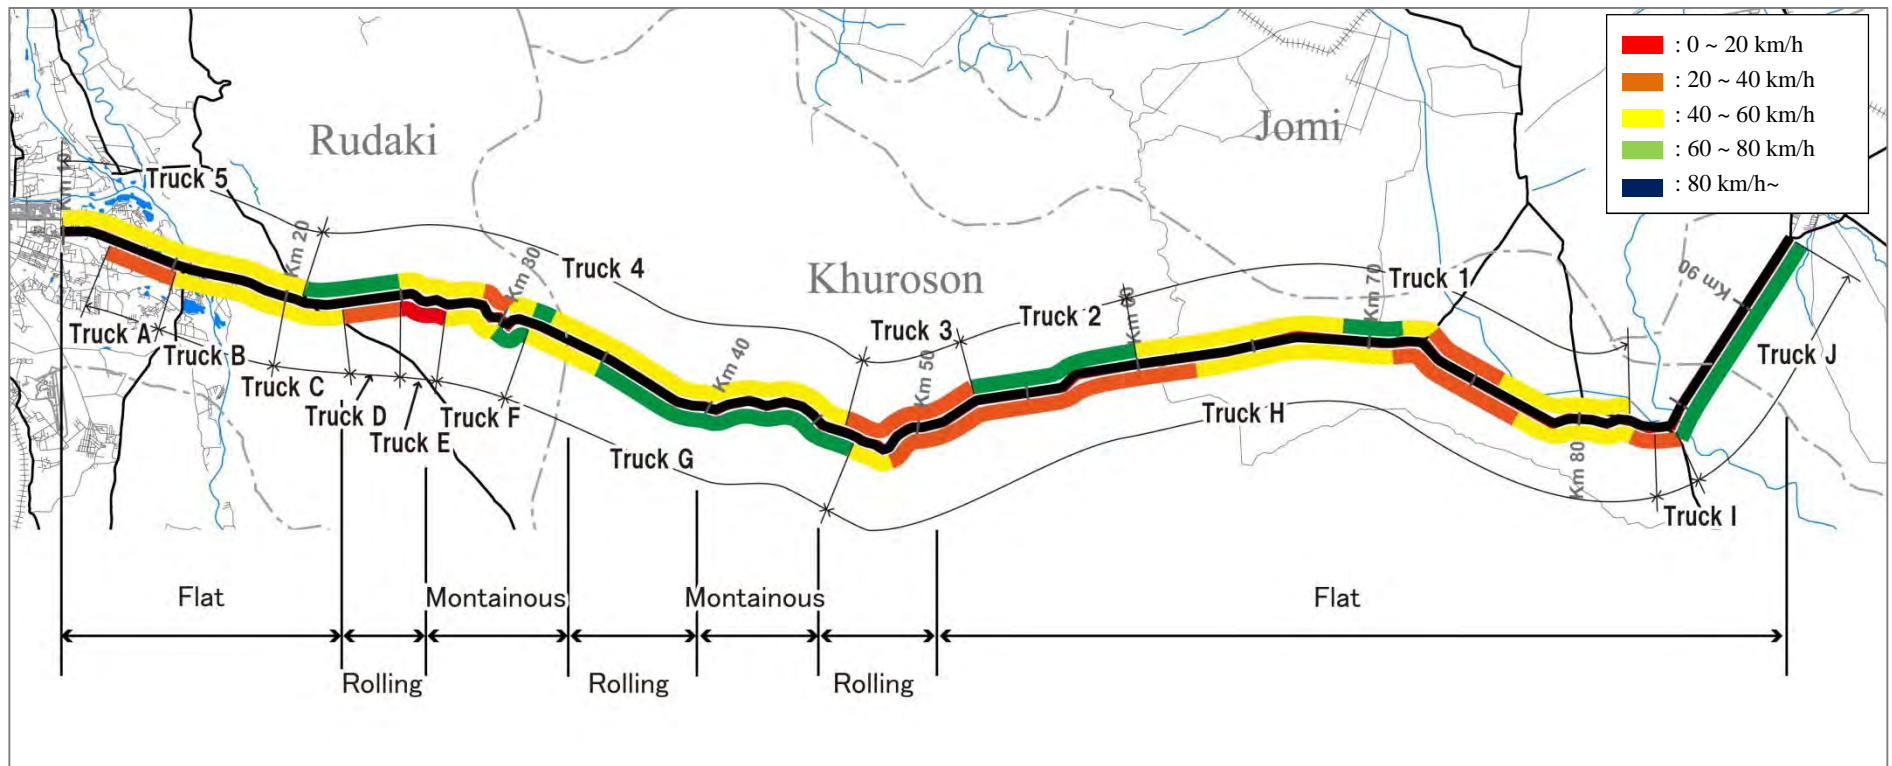 : 0 ~ 20 km/h
: 20 ~ 40 km/h
: 40 ~ 60 km/h
: 60 ~ 80 km/h
: 80 km/h~
Rudaki
Jomi
Khuroson
Km 10
Truck 5
Km 20
Truck 4
Km 30
Truck 3
Truck 2
Km 60
Truck 1
Km 70
Km 90
Truck A
Truck B
Truck C
Truck D
Truck E
Truck F
Truck G
Km 40
Km 50
Truck H
Km 80
Truck I
Truck J
Flat
Montainous
Montainous
Flat
Rolling
Rolling
Rolling